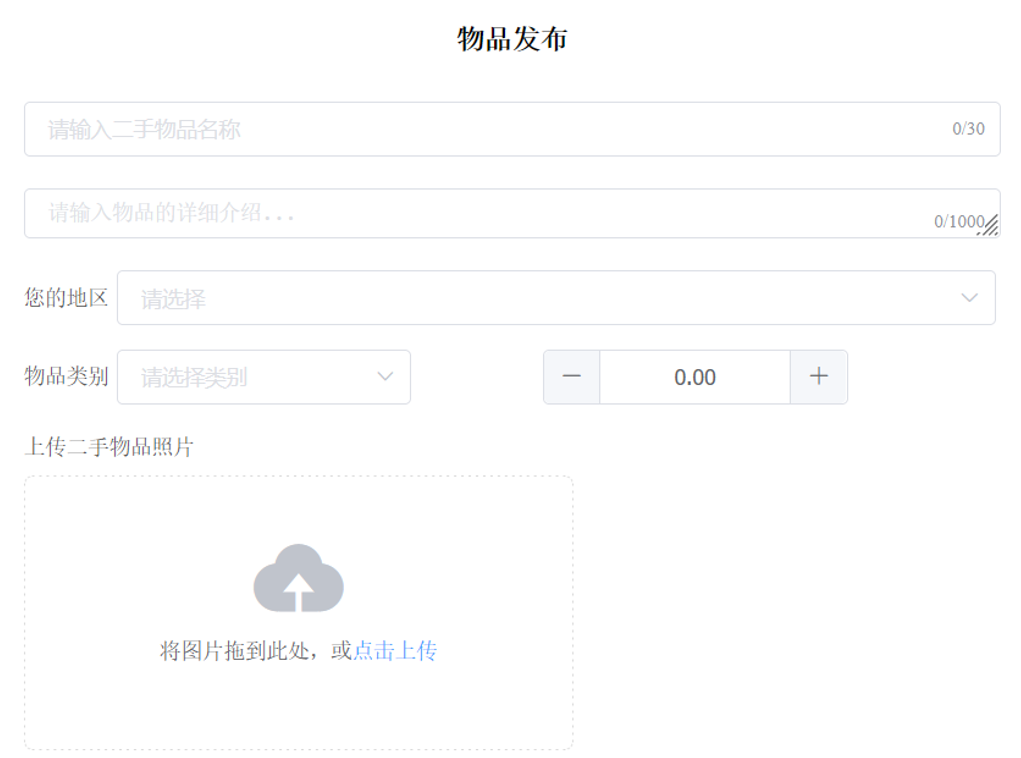 物品发布
请输入二手物品名称 0/30
请输入物品的详细介绍... 0/1000
您的地区 请选择
物品类别 请选择类别 0.00
上传二手物品照片
将图片拖到此处，或点击上传